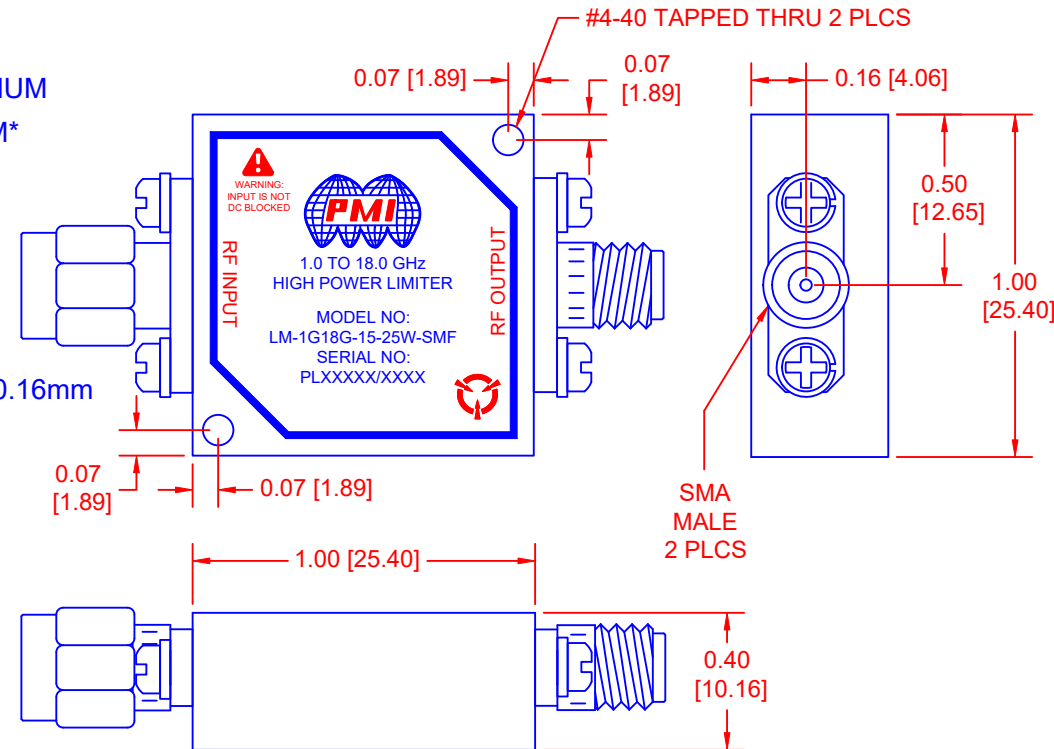 #4-40 TAPPED THRU 2 PLCS
0.07 [1.89]
0.07
[1.89]
0.16 [4.06]
M*
WARNING:
INPUT IS NOT
DC BLOCKED
PMI
0.50
[12.65]
RF INPUT
1.0 TO 18.0 GHz
HIGH POWER LIMITER
RF OUTPUT
1.00
[25.40]
MODEL NO:
LM-1G18G-15-25W-SMF
SERIAL NO:
PLXXXXX/XXXX
0.16mm
0.07
[1.89]
0.07 [1.89]
SMA
MALE
2 PLCS
1.00 [25.40]
0.40
[10.16]